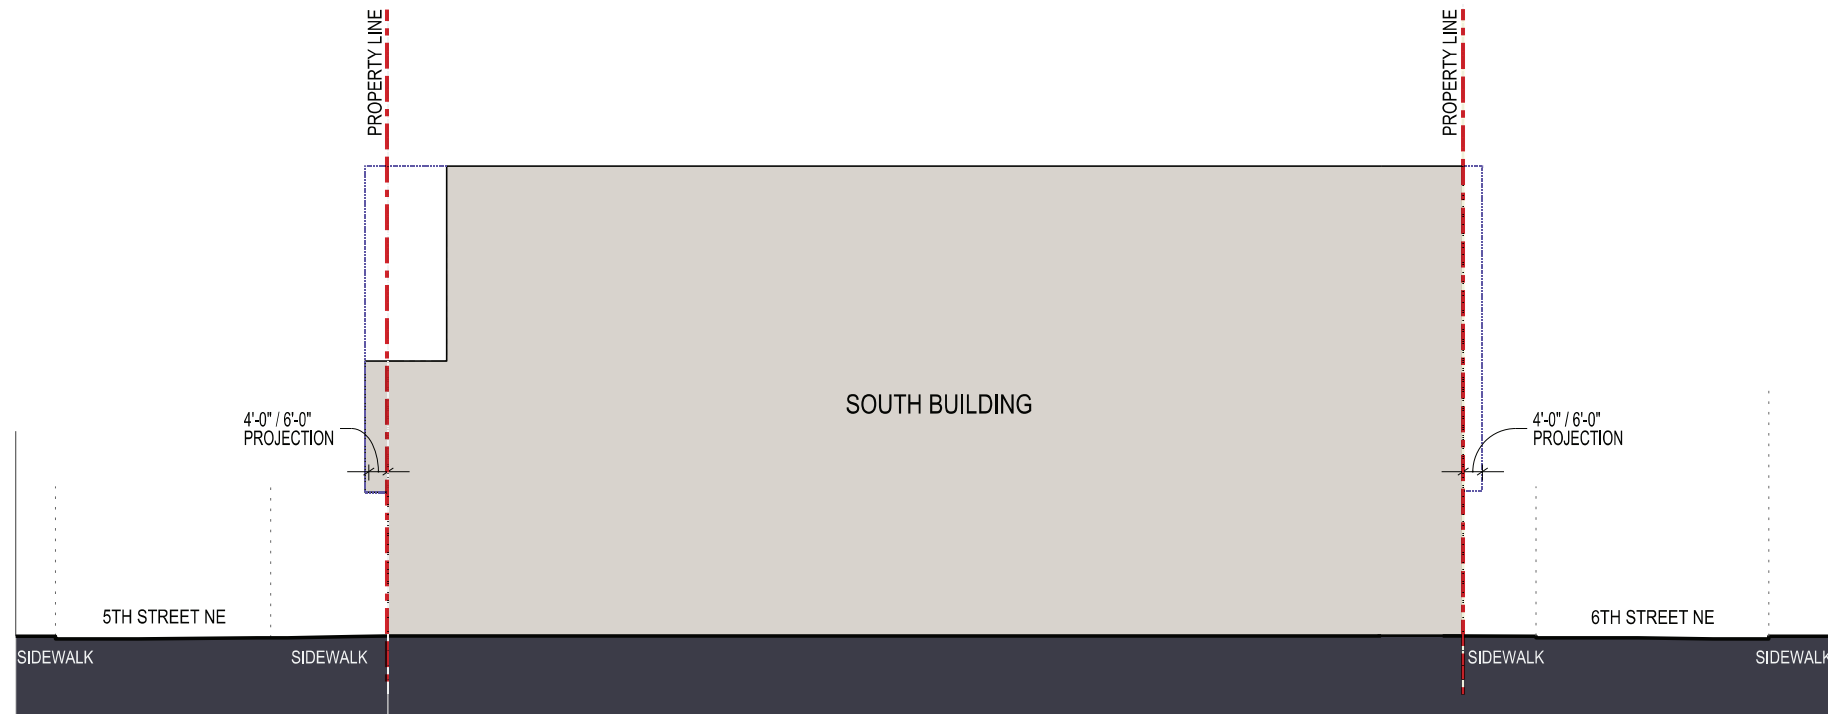 PROPERTY LINE
PROPERTY LINE
SOUTH BUILDING
4'-0" / 6'-0"
PROJECTION
4'-0" / 6'-0"
PROJECTION
5TH STREET NE
6TH STREET NE
SIDEWALK
SIDEWALK
SIDEWALK
SIDEWALK